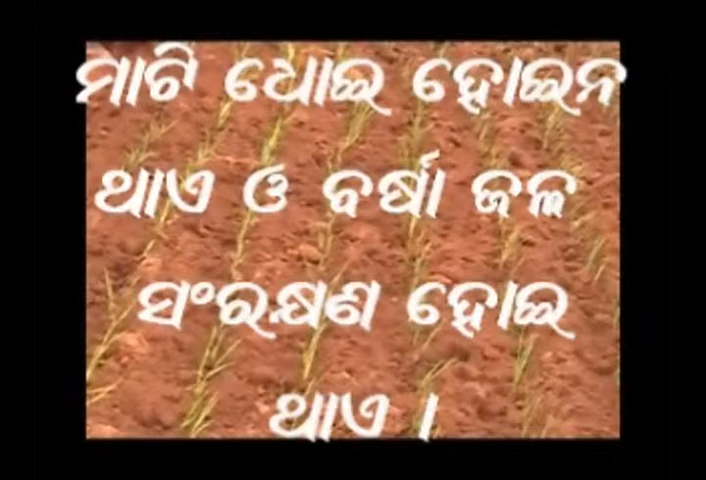 ମାଟି ଧୋଇ ହୋଇନ
ଥାଏ ଓ ବର୍ଷା ଜଳ
ସଂରକ୍ଷଣ ହୋଇ
ଥାଏ ।